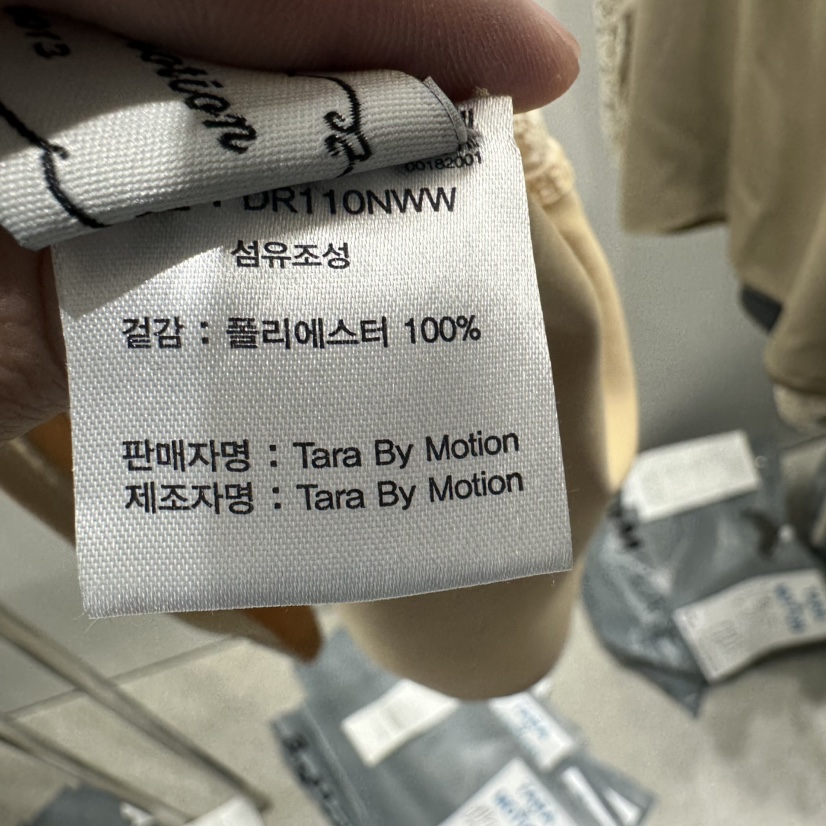 otion
00182001
: DR110NWW
섬유조성
겉감 : 폴리에스터 100%
판매자명 : Tara By Motion
제조자명 : Tara By Motion